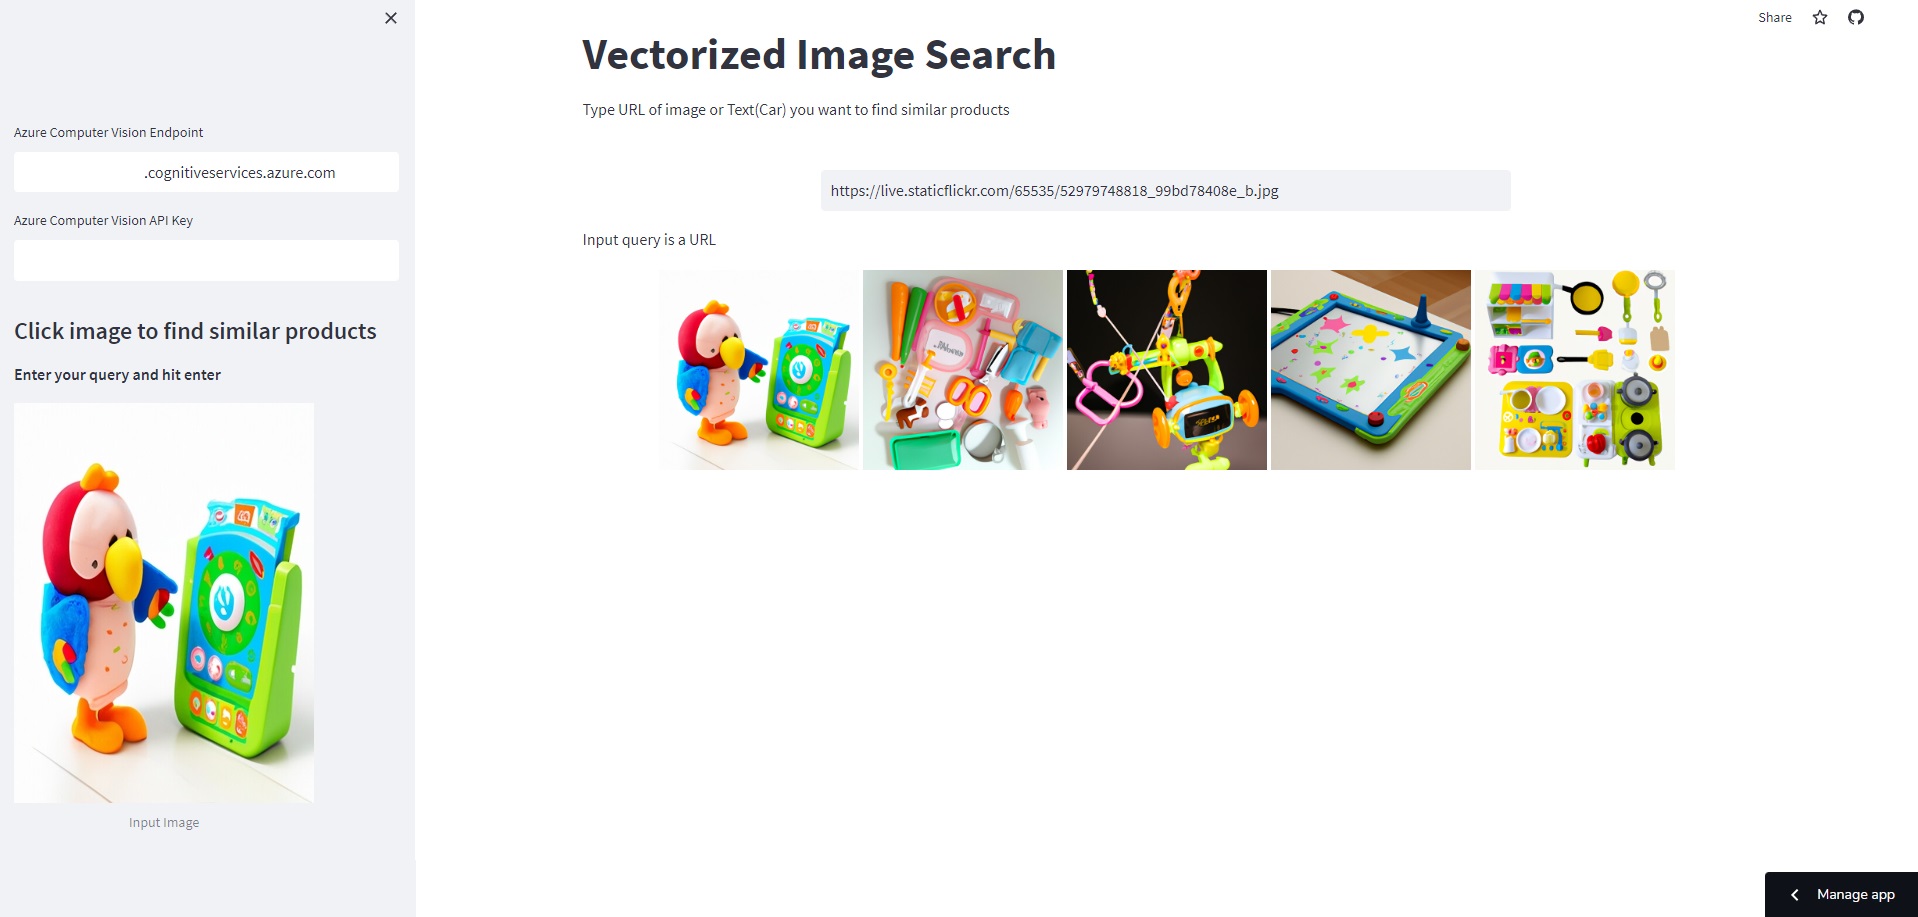 Share
Vectorized Image Search
Type URL of image or Text(Car) you want to find similar products
Azure Computer Vision Endpoint
.cognitiveservices.azure.com
https://live.staticflickr.com/65535/52979748818_99bd78408e_b.jpg
Azure Computer Vision API Key
Input query is a URL
Click image to find similar products
Enter your query and hit enter
Input Image
Manage app